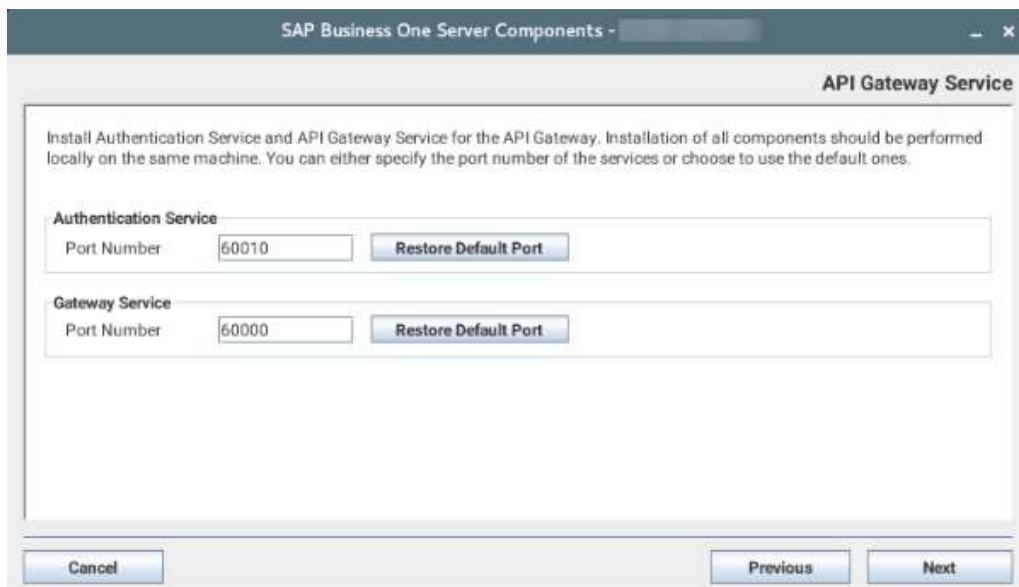 SAP Business One Server Components -
API Gateway Service
Install Authentication Service and API Gateway Service for the API Gateway. Installation of all components should be performed
locally on the same machine. You can either specify the port number of the services or choose to use the default ones.
Authentication Service
Port Number 60010 Restore Default Port
Gateway Service
Port Number 60000 Restore Default Port
Cancel Previous Next